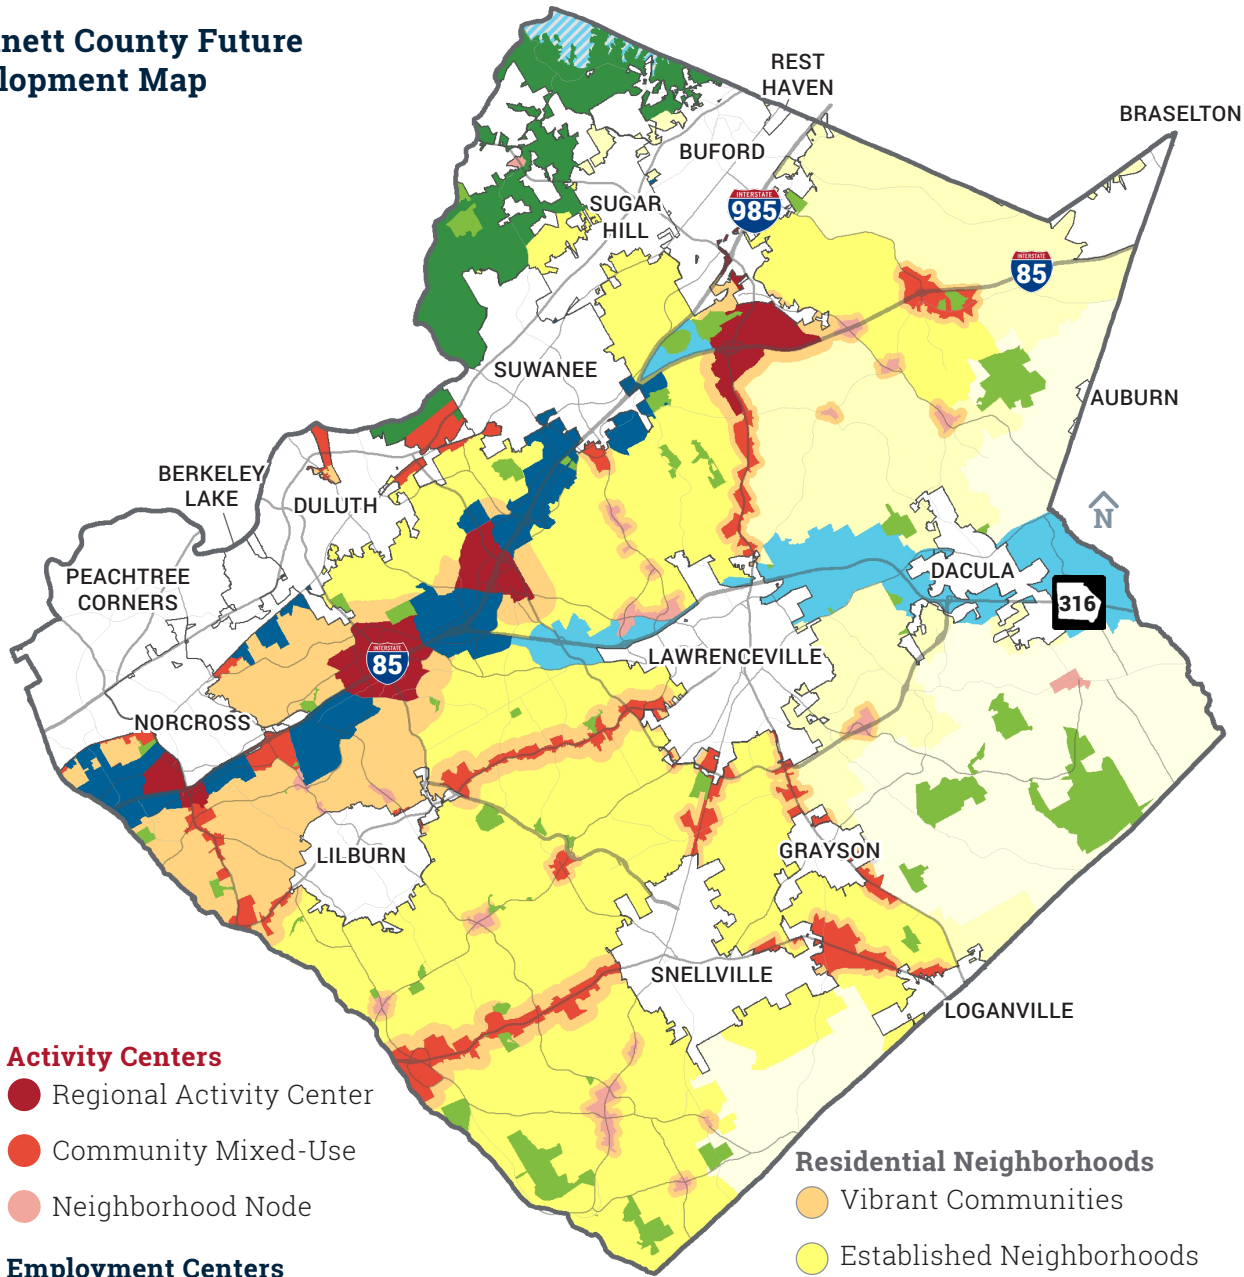 nett County Future
lopment Map
REST
HAVEN
BRASELTON
BUFORD
INTERSTATE
985
SUGAR
HILL
INTERSTATE
85
SUWANEE
AUBURN
BERKELEY
LAKE
DULUTH
N
PEACHTREE
CORNERS
DACULA
316
LAWRENCEVILLE
INTERSTATE
85
NORCROSS
LILBURN
GRAYSON
SNELLVILLE
LOGANVILLE
Activity Centers
Regional Activity Center
Community Mixed-Use
Neighborhood Node
Employment Centers
Residential Neighborhoods
Vibrant Communities
Established Neighborhoods